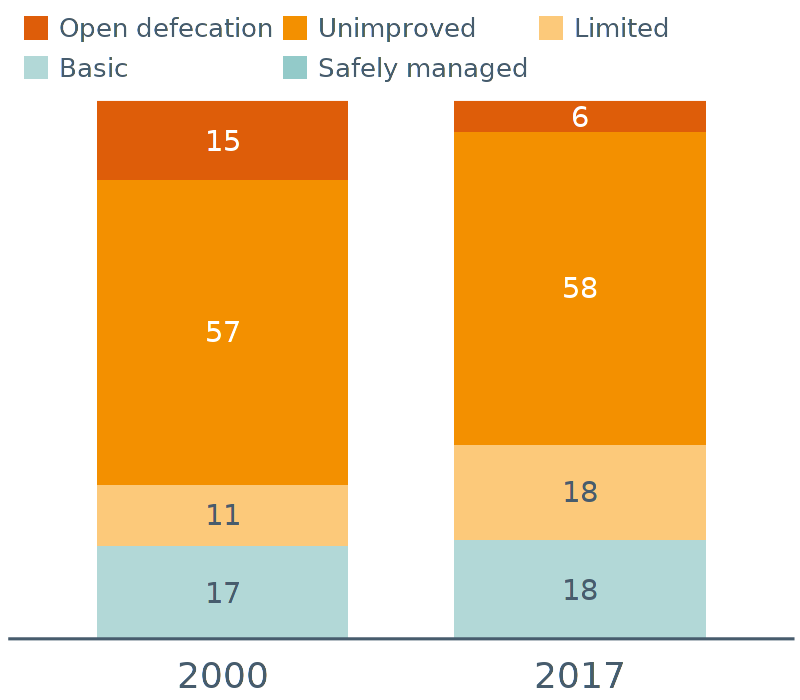 Open defecation Unimproved Limited
Basic Safely managed
15 6
57 58
11 18
17 18
2000 2017